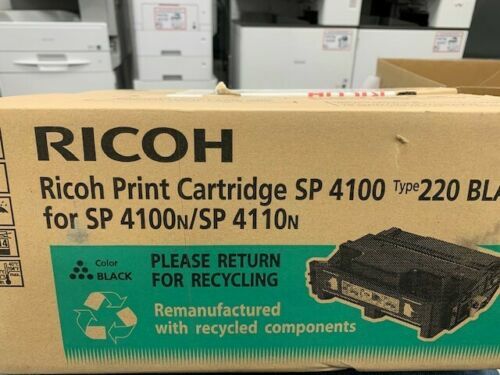 RICOH
Ricoh Print Cartridge SP 4100 Type 220
for SP 4100N/SP 4110N
Color
BLACK
PLEASE RETURN
FOR RECYCLING
Remanufactured
with recycled components